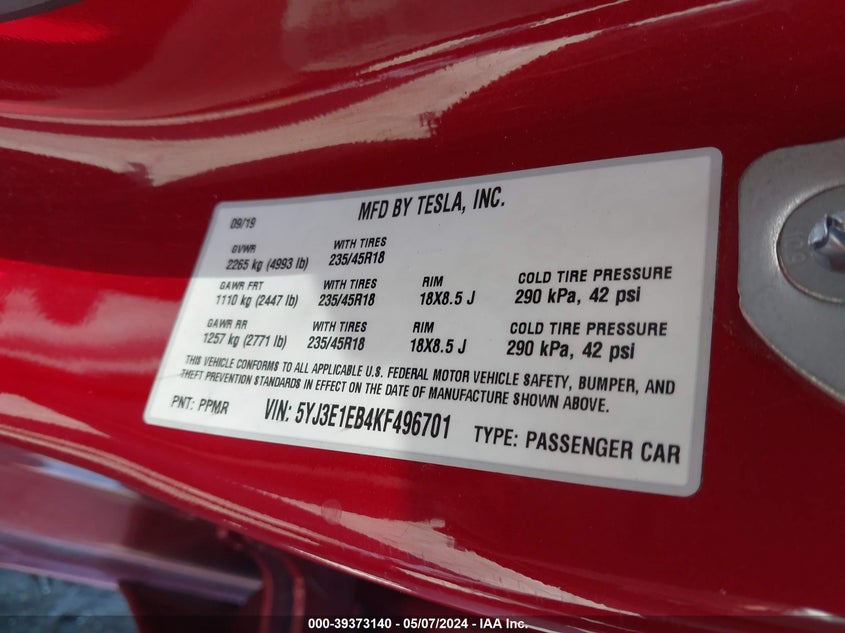 MFD BY TESLA, INC.
09/19
GVWR WITH TIRES
2265 kg (4993 lb) 235/45R18
GAWR FRT WITH TIRES RIM COLD TIRE PRESSURE
1110 kg (2447 lb) 235/45R18 18X8.5 J 290 kPa, 42 psi
GAWR RR WITH TIRES RIM COLD TIRE PRESSURE
1257 kg (2771 lb) 235/45R18 18X8.5 J 290 kPa, 42 psi
THIS VEHICLE CONFORMS TO ALL APPLICABLE U.S. FEDERAL MOTOR VEHICLE SAFETY, BUMPER, AND
THEFT PREVENTION STANDARDS IN EFFECT ON THE DATE OF MANUFACTURE SHOWN ABOVE.
PNT: PPMR VIN: 5YJ3E1EB4KF496701 TYPE: PASSENGER CAR
000-39373140 - 05/07/2024 - IAA Inc.